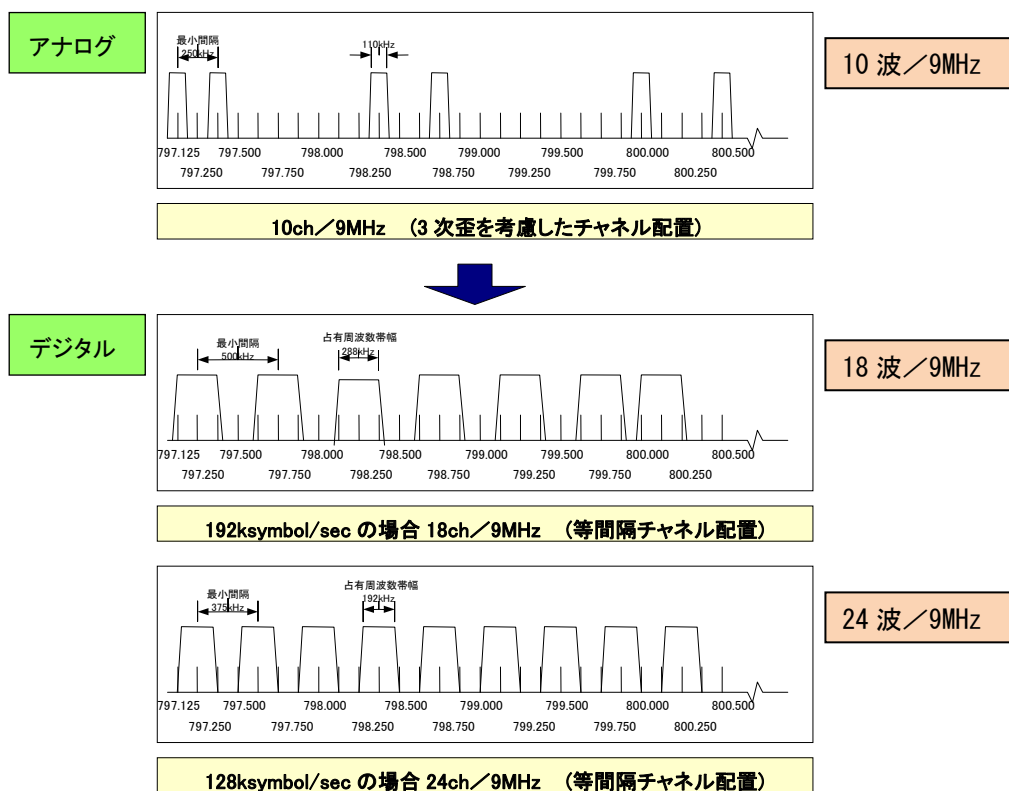 アナログ
最小間隔
250kHz
110kHz
10 波／9MHz
797.125 797.500 798.000 798.500 799.000 799.500 800.000 800.500
797.250 797.750 798.250 798.750 799.250 799.750 800.250
10ch／9MHz （3 次歪を考慮したチャネル配置）
デジタル
最小間隔
500kHz
占有周波数帯幅
288kHz
18 波／9MHz
797.125 797.500 798.000 798.500 799.000 799.500 800.000 800.500
797.250 797.750 798.250 798.750 799.250 799.750 800.250
192ksymbol/sec の場合 18ch／9MHz （等間隔チャネル配置）
最小間隔
375kHz
占有周波数帯幅
192kHz
24 波／9MHz
797.125 797.500 798.000 798.500 799.000 799.500 800.000 800.500
797.250 797.750 798.250 798.750 799.250 799.750 800.250
128ksymbol/sec の場合 24ch／9MHz （等間隔チャネル配置）